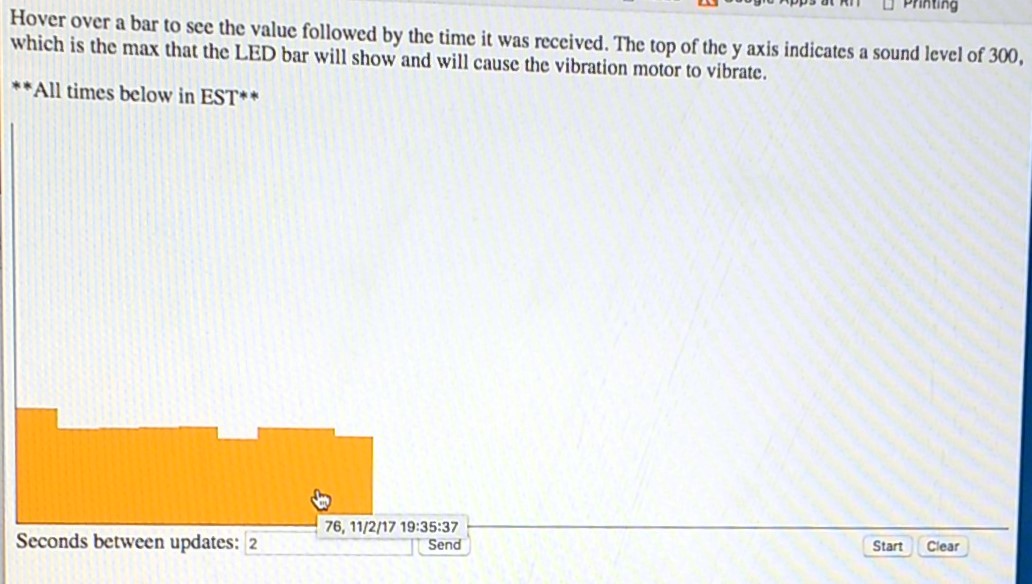 Printing
Hover over a bar to see the value followed by the time it was received. The top of the y axis indicates a sound level of 300,
which is the max that the LED bar will show and will cause the vibration motor to vibrate.
**All times below in EST**
76, 11/2/17 19:35:37
Seconds between updates: 2 Send Start Clear